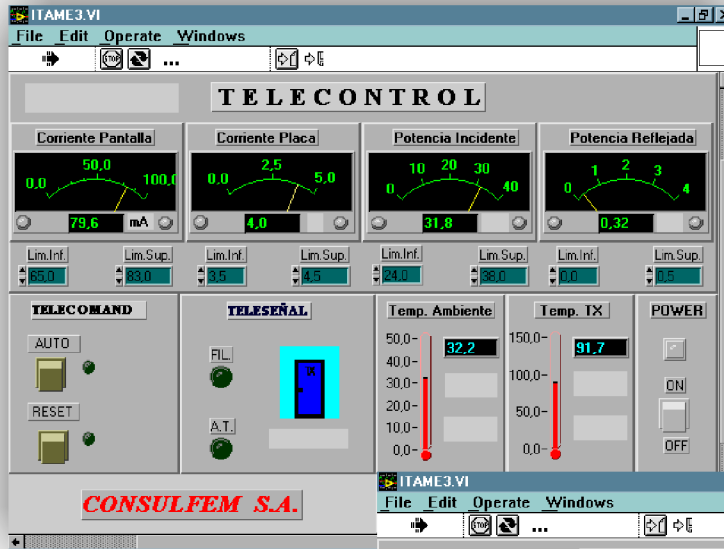 ITAME3.VI
File Edit Operate Windows
STOP ...
TELECONTROL
Corriente Pantalla Corriente Placa Potencia Incidente Potencia Reflejada
0,0 50,0 100,0
79,6 mA
0,0 2,5 5,0
4,0
0 10 20 30 40
31,8
0 1 2 3 4
0,32
Lim.Inf. Lim.Sup. Lim.Inf. Lim.Sup. Lim.Inf. Lim.Sup. Lim.Inf. Lim.Sup.
65,0 83,0 3,5 4,5 24,0 38,0 0,0 0,5
TELECOMAND
AUTO
RESET
TELESEÑAL
FIL.
A.T.
Temp. Ambiente
50,0
40,0
30,0
20,0
10,0
0,0
32,2
Temp. TX
150,0
100,0
50,0
0,0
91,7
POWER
ON
OFF
CONSULFEM S.A.
ITAME3.VI
File Edit Operate Windows
STOP ...